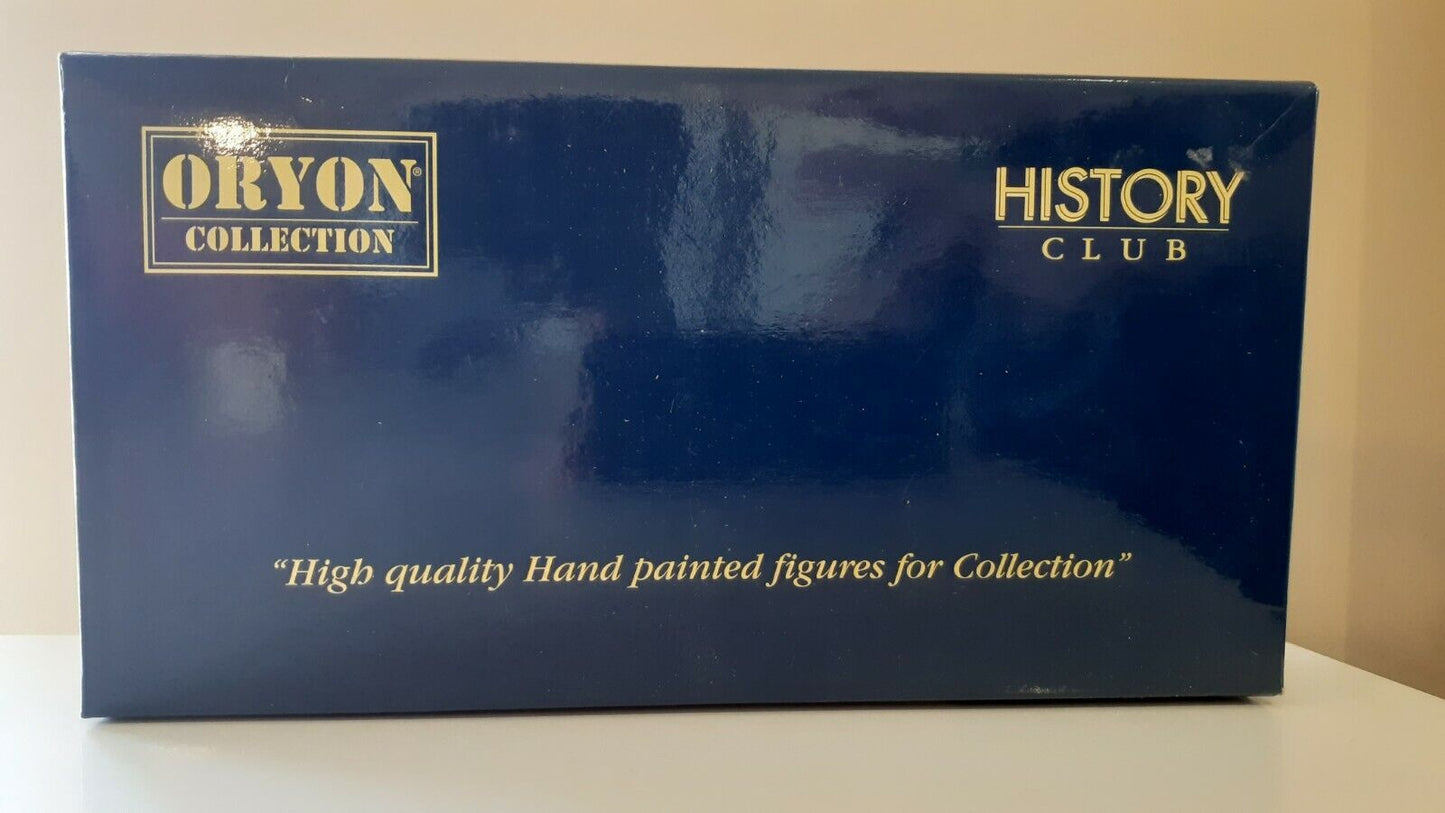 ORYON®
COLLECTION
HISTORY
CLUB
“High quality Hand painted figures for Collection”